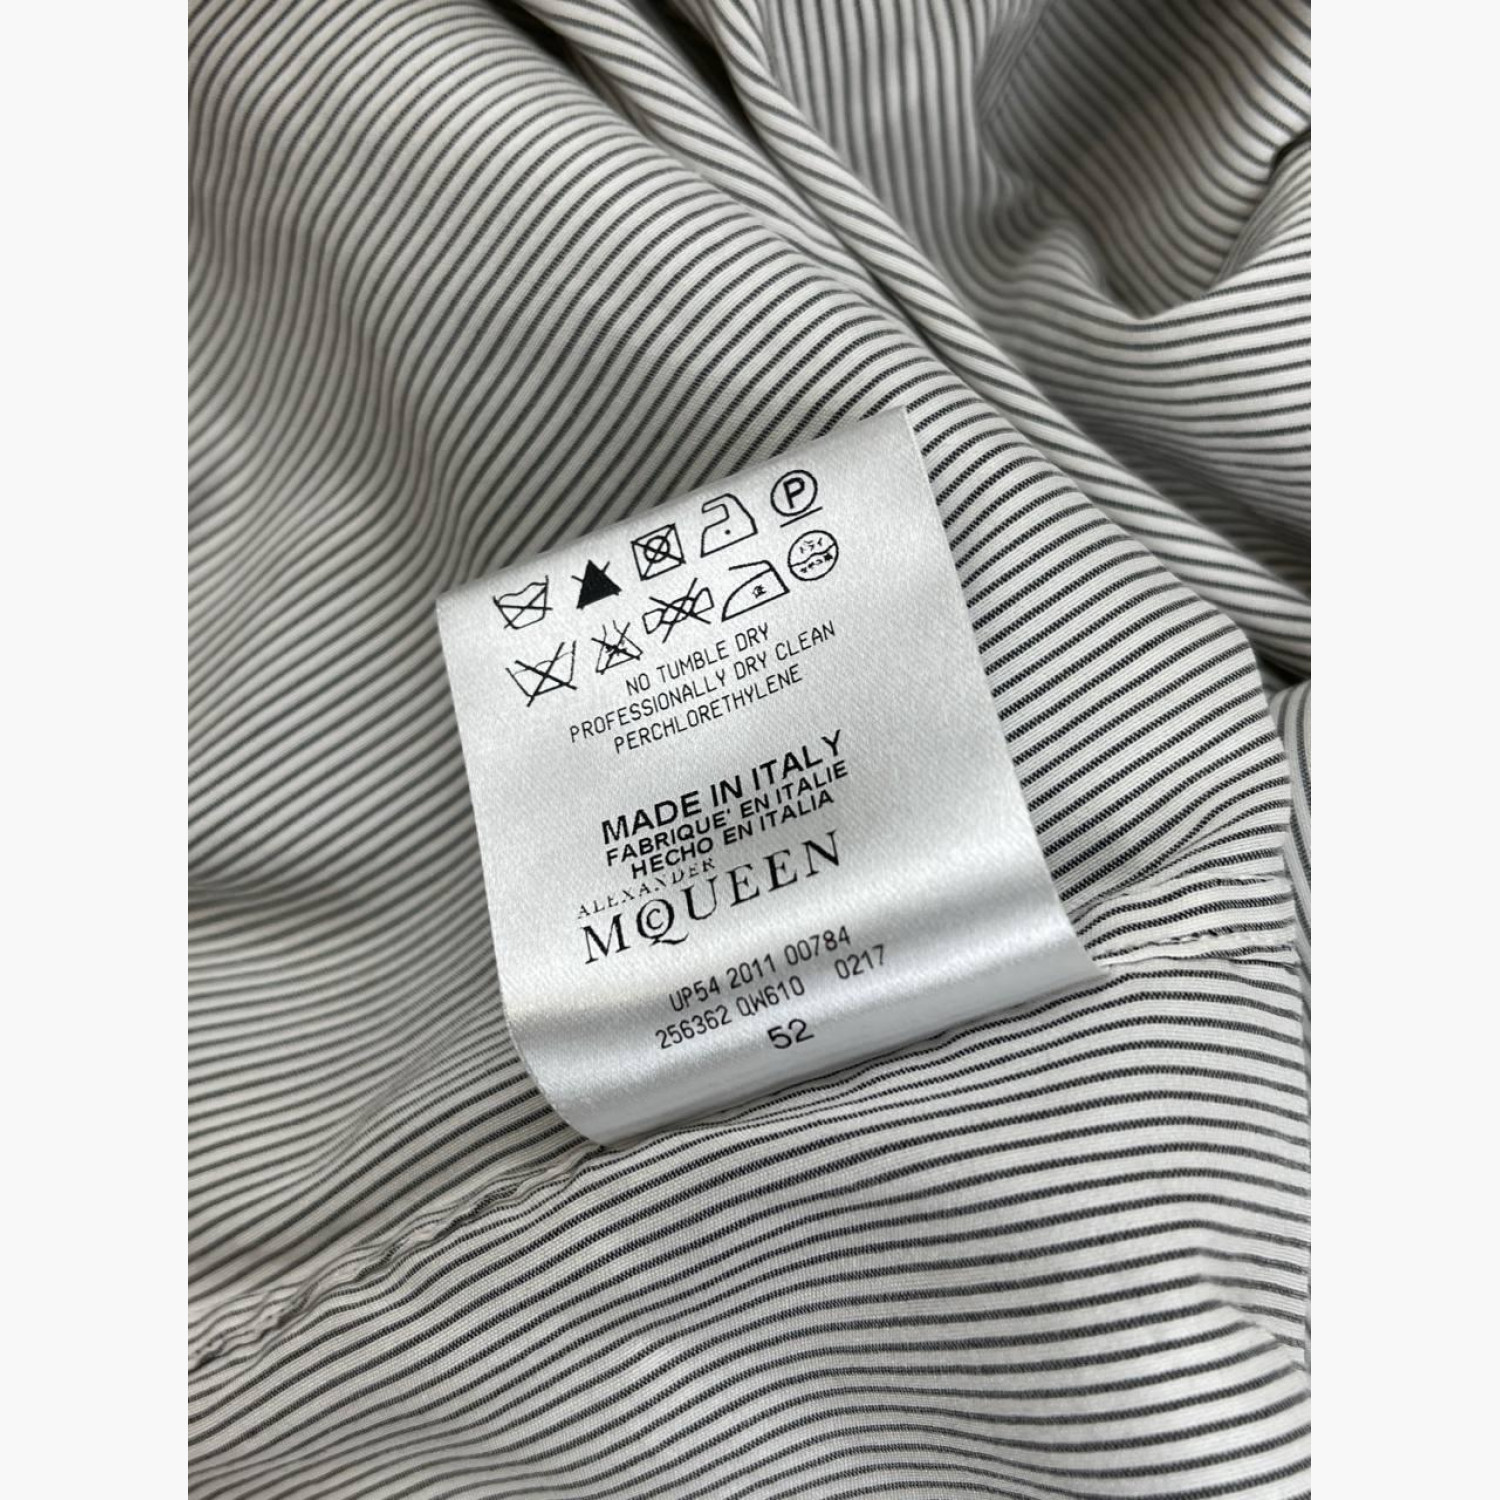 P
NO TUMBLE DRY
PROFESSIONALLY DRY CLEAN
PERCHLORETHYLENE
MADE IN ITALY
FABRIQUE' EN ITALIE
HECHO EN ITALIA
ALEXANDER
MCQUEEN
UP54 2011 00784
256362 QW610 0217
52